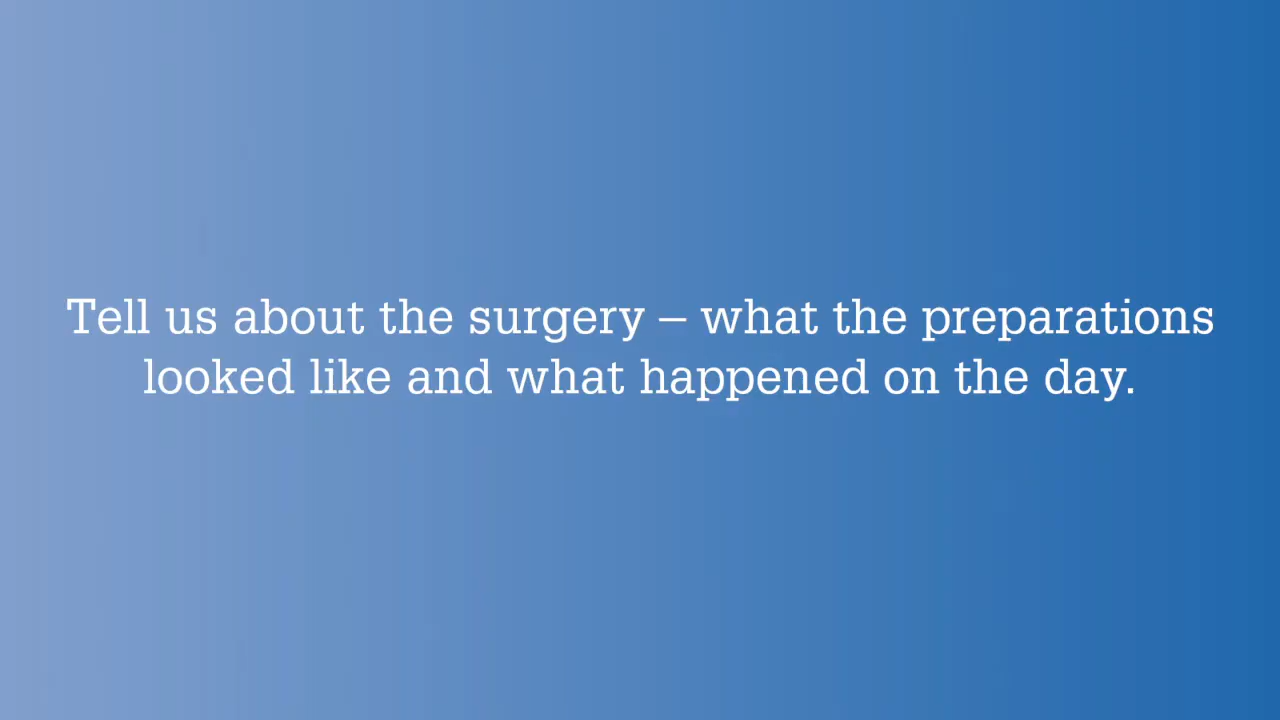 Tell us about the surgery – what the preparations
looked like and what happened on the day.